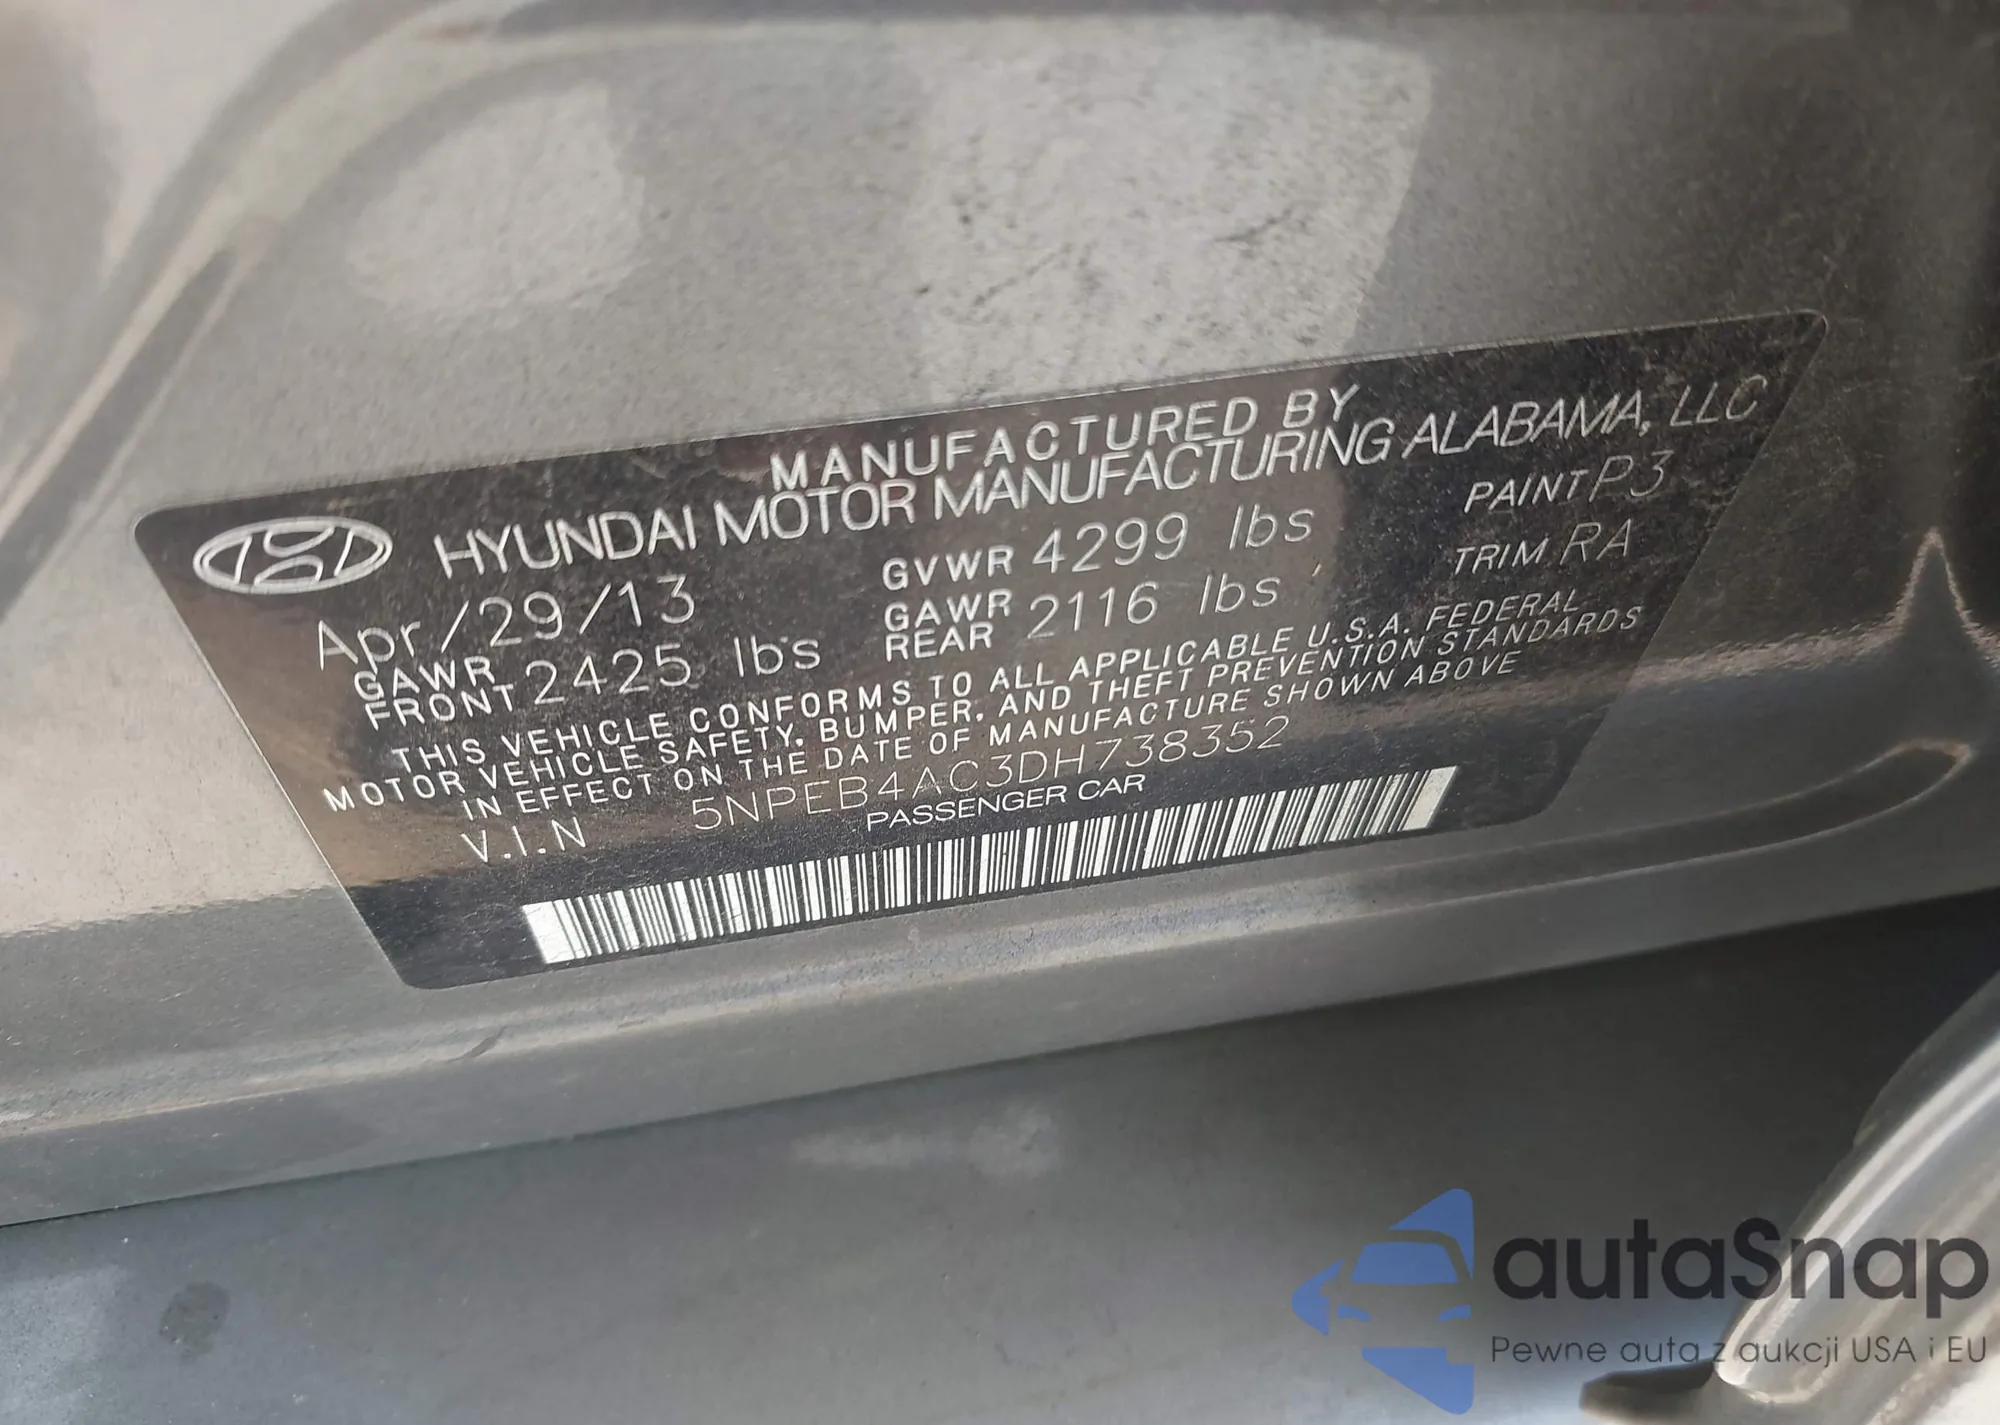 MANUFACTURED BY
HYUNDAI MOTOR MANUFACTURING ALABAMA, LLC
Apr/29/13 GVWR 4299 lbs PAINT P3
GAWR FRONT 2425 lbs GAWR REAR 2116 lbs TRIM RA
THIS VEHICLE CONFORMS TO ALL APPLICABLE U.S.A. FEDERAL
MOTOR VEHICLE SAFETY, BUMPER, AND THEFT PREVENTION STANDARDS
IN EFFECT ON THE DATE OF MANUFACTURE SHOWN ABOVE
V.I.N 5NPEB4AC3DH738352
PASSENGER CAR
autaSnap
Pewne auta z aukcji USA i EU